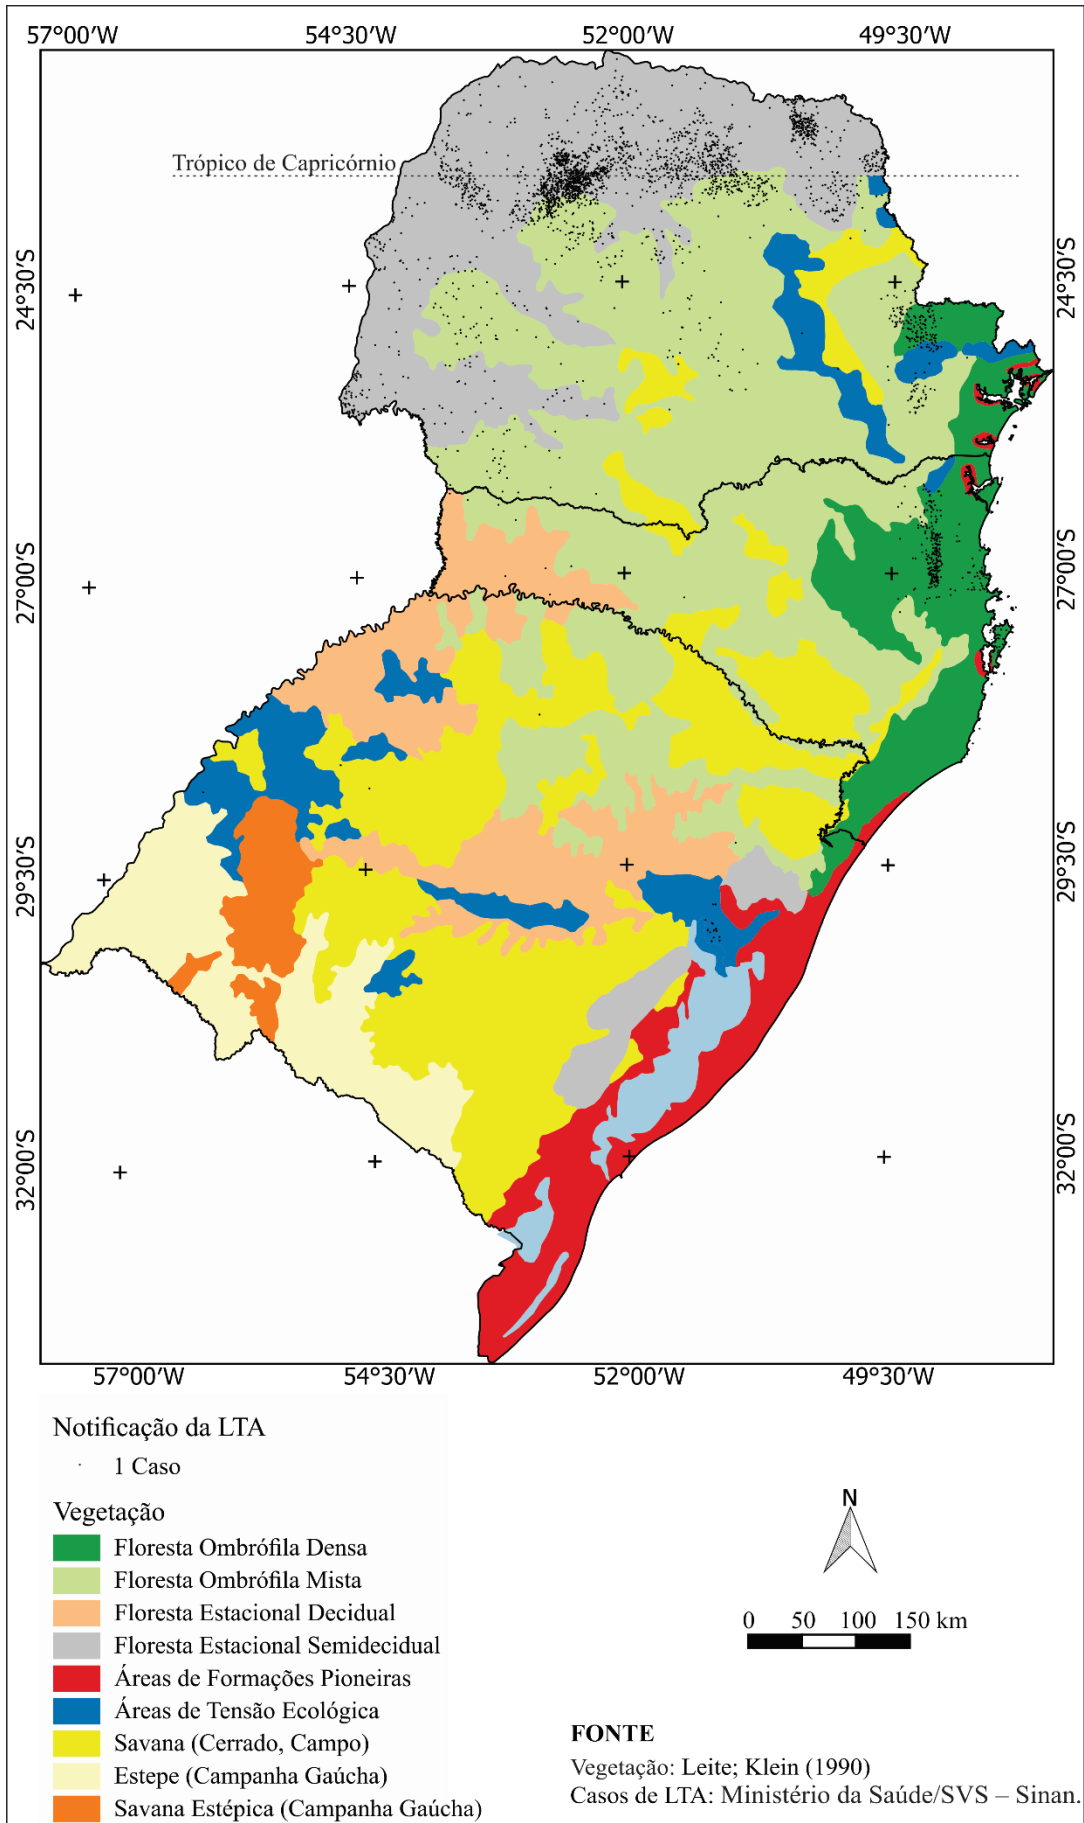 57°00′W 54°30′W 52°00′W 49°30′W
Trópico de Capricórnio
24°30′S 24°30′S
27°00′S 27°00′S
29°30′S 29°30′S
32°00′S 32°00′S
57°00′W 54°30′W 52°00′W 49°30′W
Notificação da LTA
1 Caso
Vegetação
Floresta Ombrófila Densa
Floresta Ombrófila Mista
Floresta Estacional Decidual
Floresta Estacional Semidecidual
Áreas de Formações Pioneiras
Áreas de Tensão Ecológica
Savana (Cerrado, Campo)
Estepe (Campanha Gaúcha)
Savana Estépica (Campanha Gaúcha)
N
0 50 100 150 km
FONTE
Vegetação: Leite; Klein (1990)
Casos de LTA: Ministério da Saúde/SVS – Sinan.